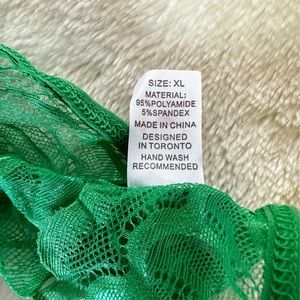 SIZE: XL
MATERIAL:
95%POLYAMIDE
5%SPANDEX
MADE IN CHINA
DESIGNED
IN TORONTO
HAND WASH
RECOMMENDED